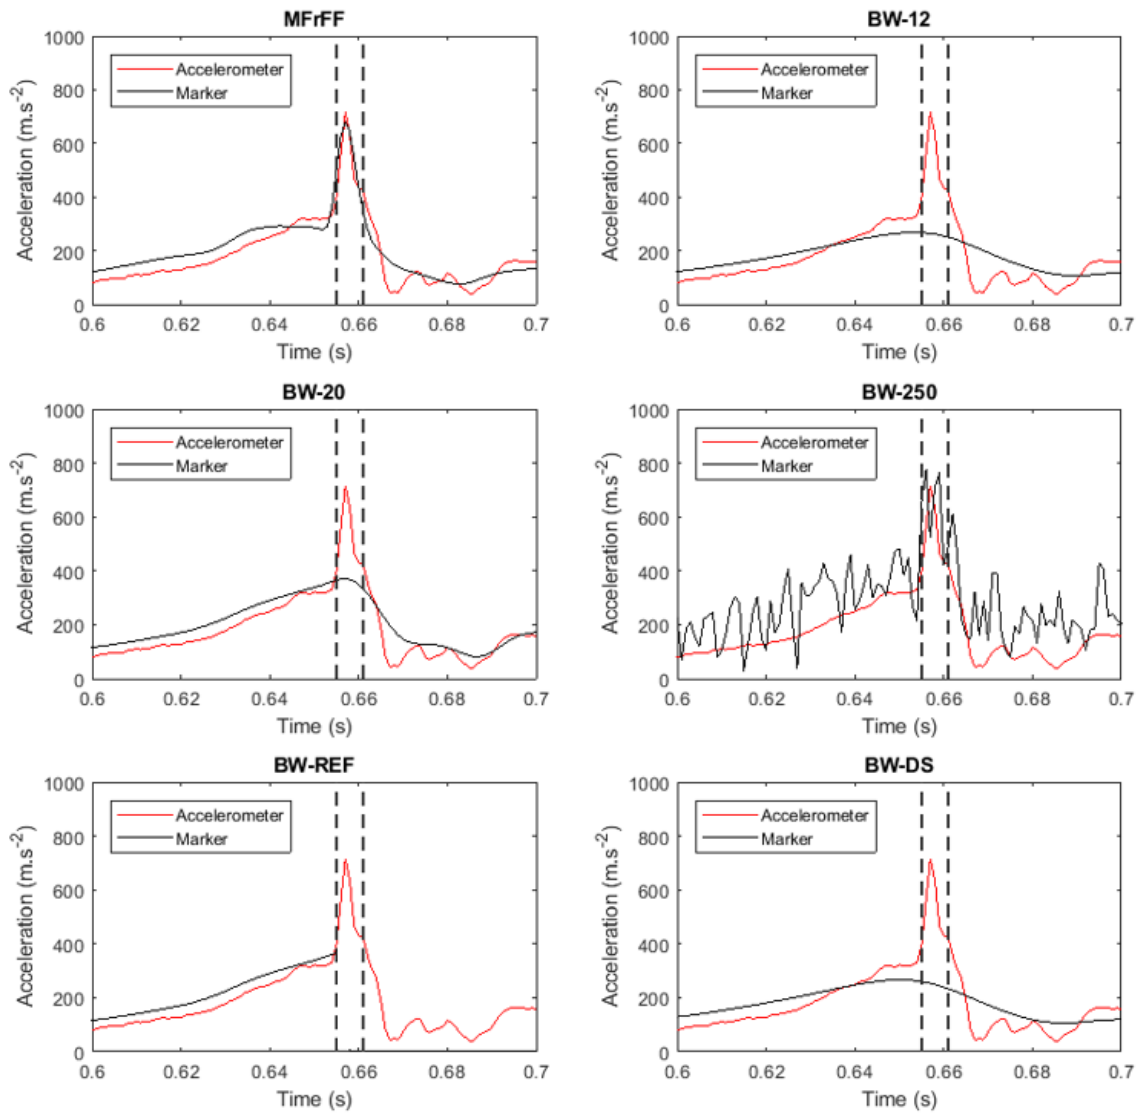 MFrFF
1000
800
600
400
200
0
Acceleration (m.s-2)
Accelerometer
Marker
0.6 0.62 0.64 0.66 0.68 0.7
Time (s)
BW-12
1000
800
600
400
200
0
Acceleration (m.s-2)
Accelerometer
Marker
0.6 0.62 0.64 0.66 0.68 0.7
Time (s)
BW-20
1000
800
600
400
200
0
Acceleration (m.s-2)
Accelerometer
Marker
0.6 0.62 0.64 0.66 0.68 0.7
Time (s)
BW-250
1000
800
600
400
200
0
Acceleration (m.s-2)
Accelerometer
Marker
0.6 0.62 0.64 0.66 0.68 0.7
Time (s)
BW-REF
1000
800
600
400
200
0
Acceleration (m.s-2)
Accelerometer
Marker
0.6 0.62 0.64 0.66 0.68 0.7
Time (s)
BW-DS
1000
800
600
400
200
0
Acceleration (m.s-2)
Accelerometer
Marker
0.6 0.62 0.64 0.66 0.68 0.7
Time (s)